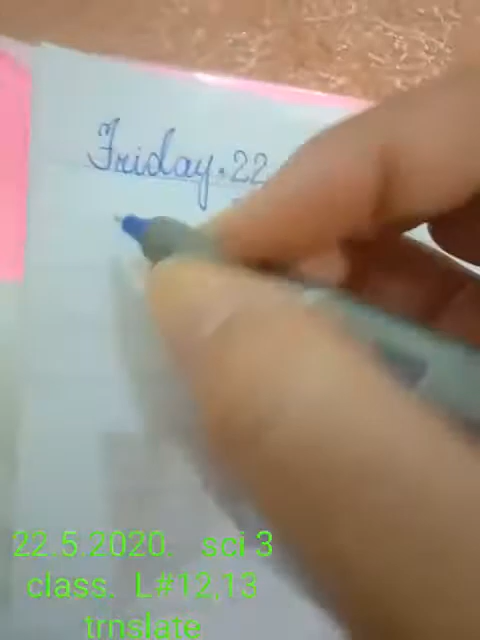 Friday. 22
22.5.2020. sci 3
class. L#12,13
trnslate